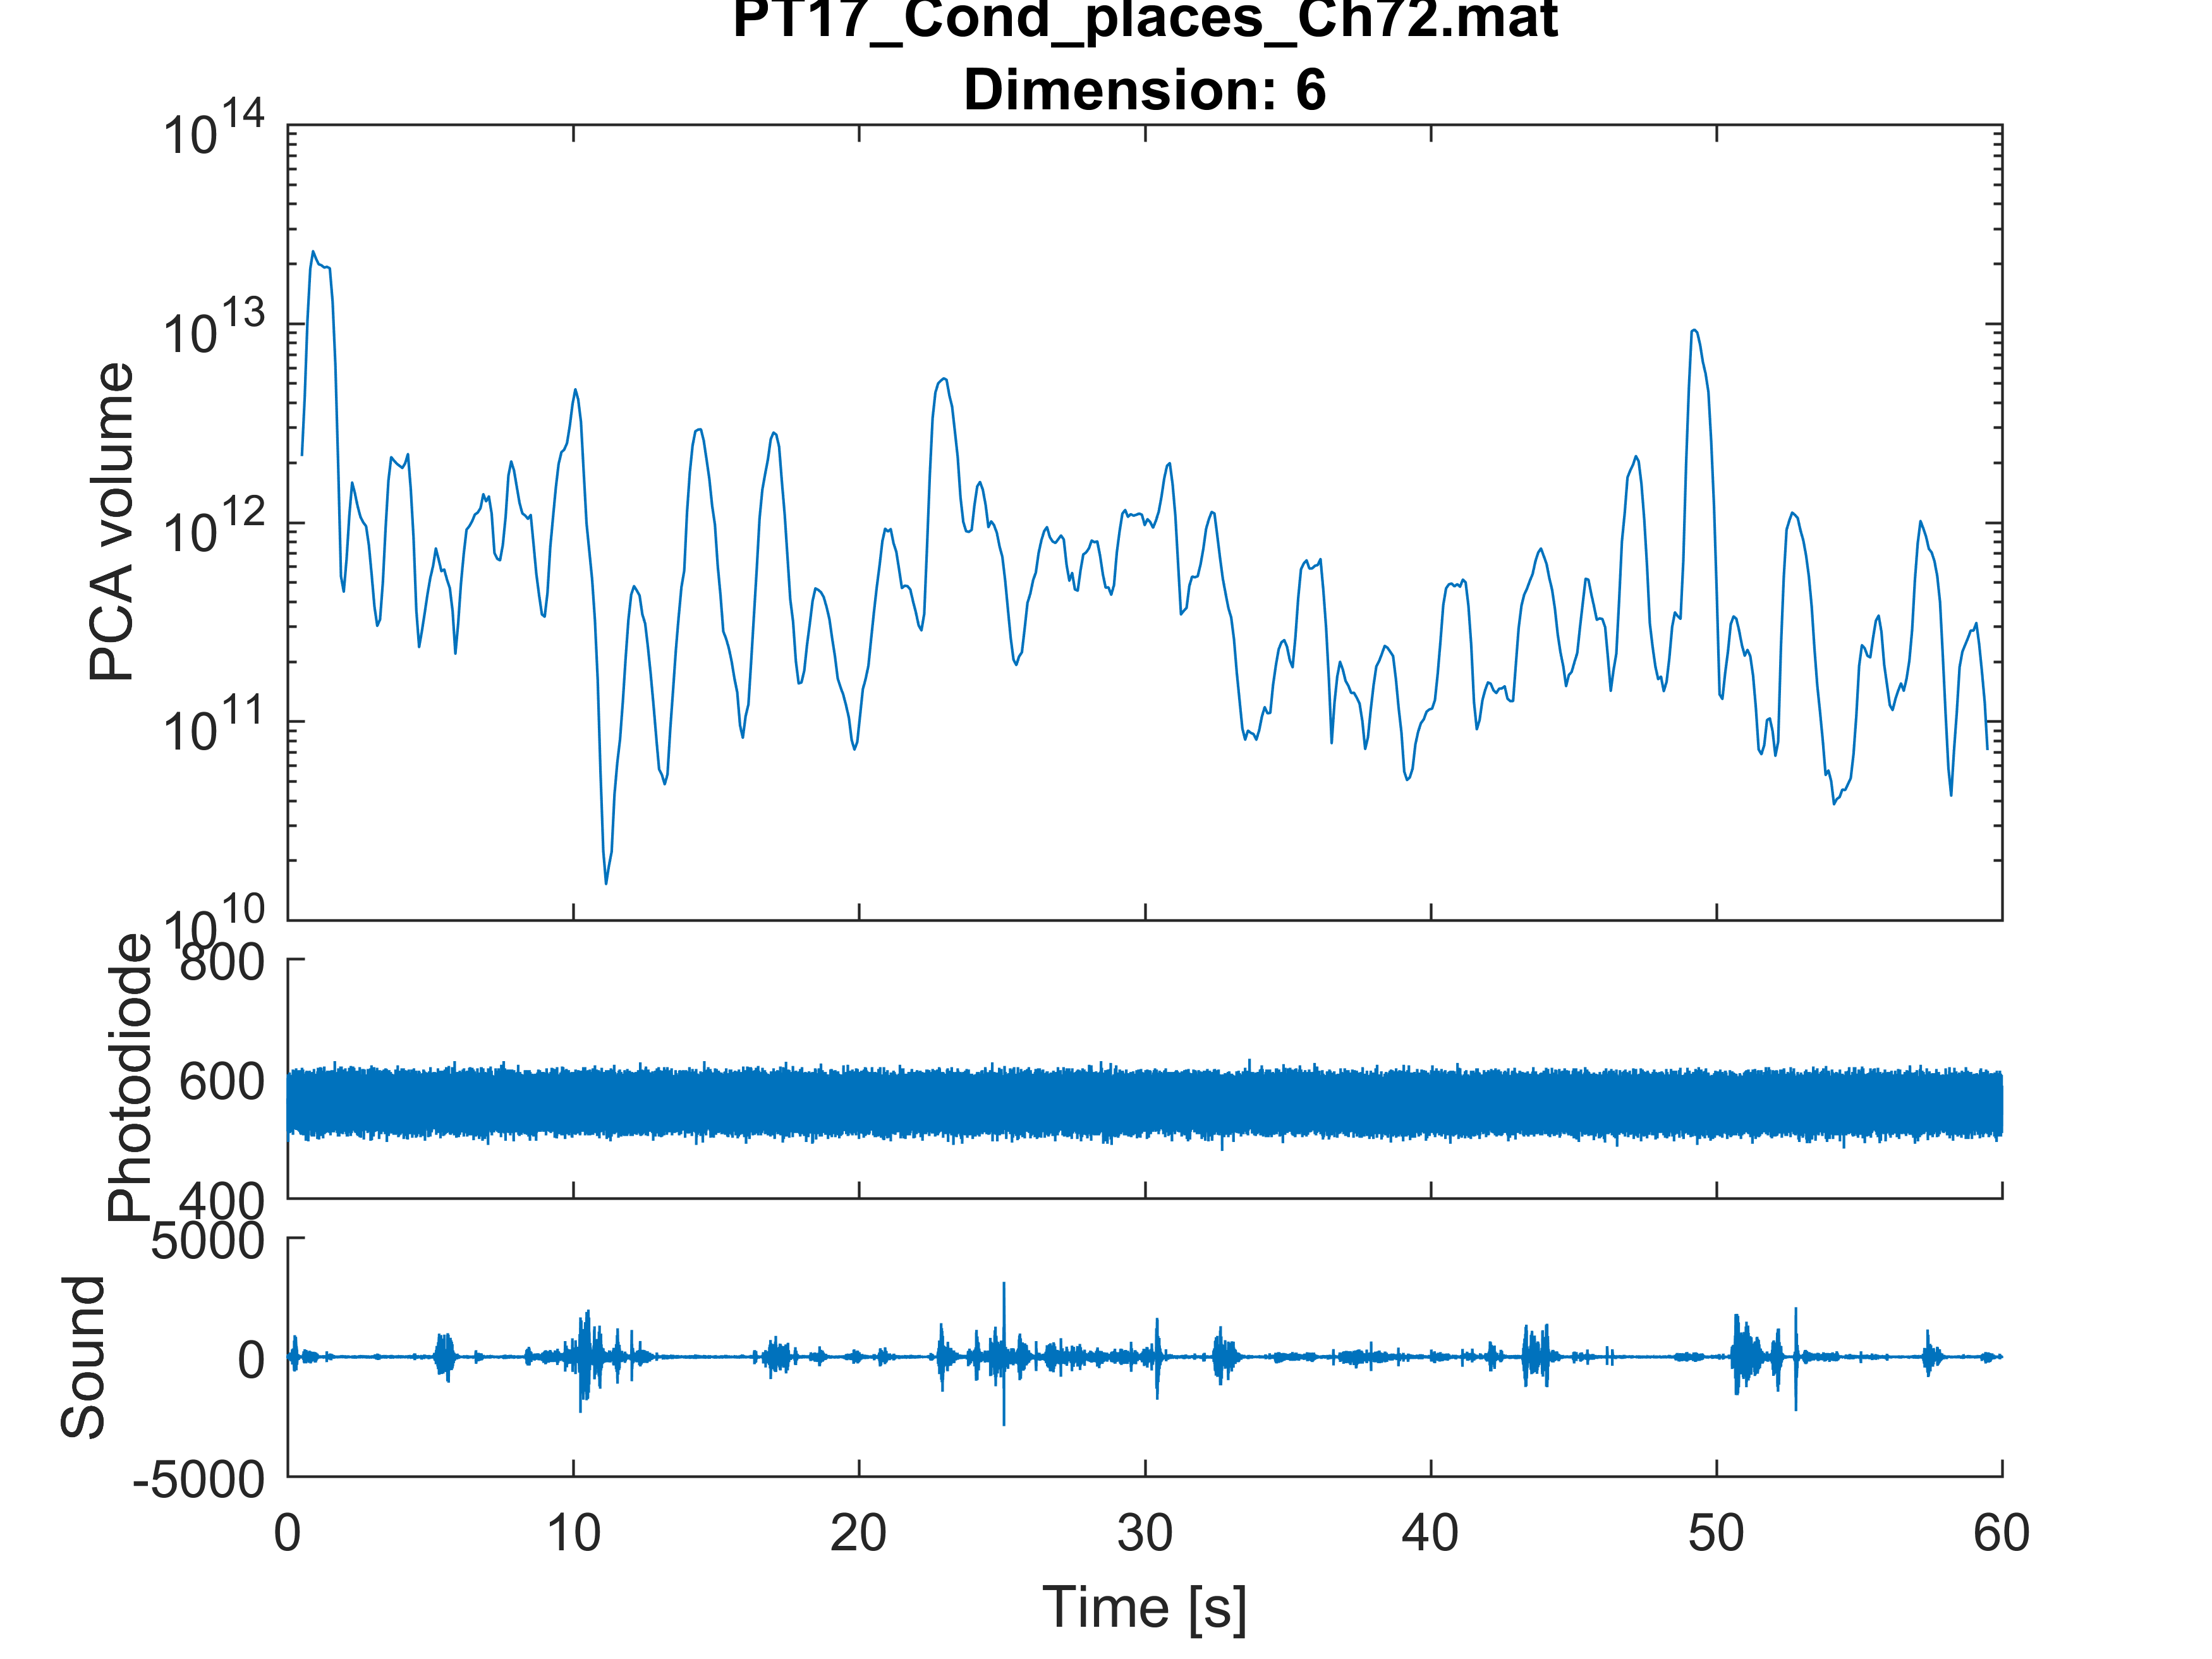 PT17_Cond_places_Ch72.mat
Dimension: 6
10^14
10^13
10^12
10^11
10^10
PCA volume
800
600
400
Photodiode
5000
0
-5000
Sound
0 10 20 30 40 50 60
Time [s]